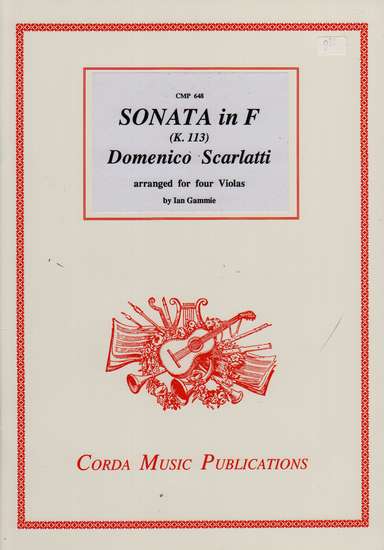 CMP 648
SONATA in F
(K. 113)
Domenico Scarlatti
arranged for four Violas
by Ian Gammie
CORDA MUSIC PUBLICATIONS